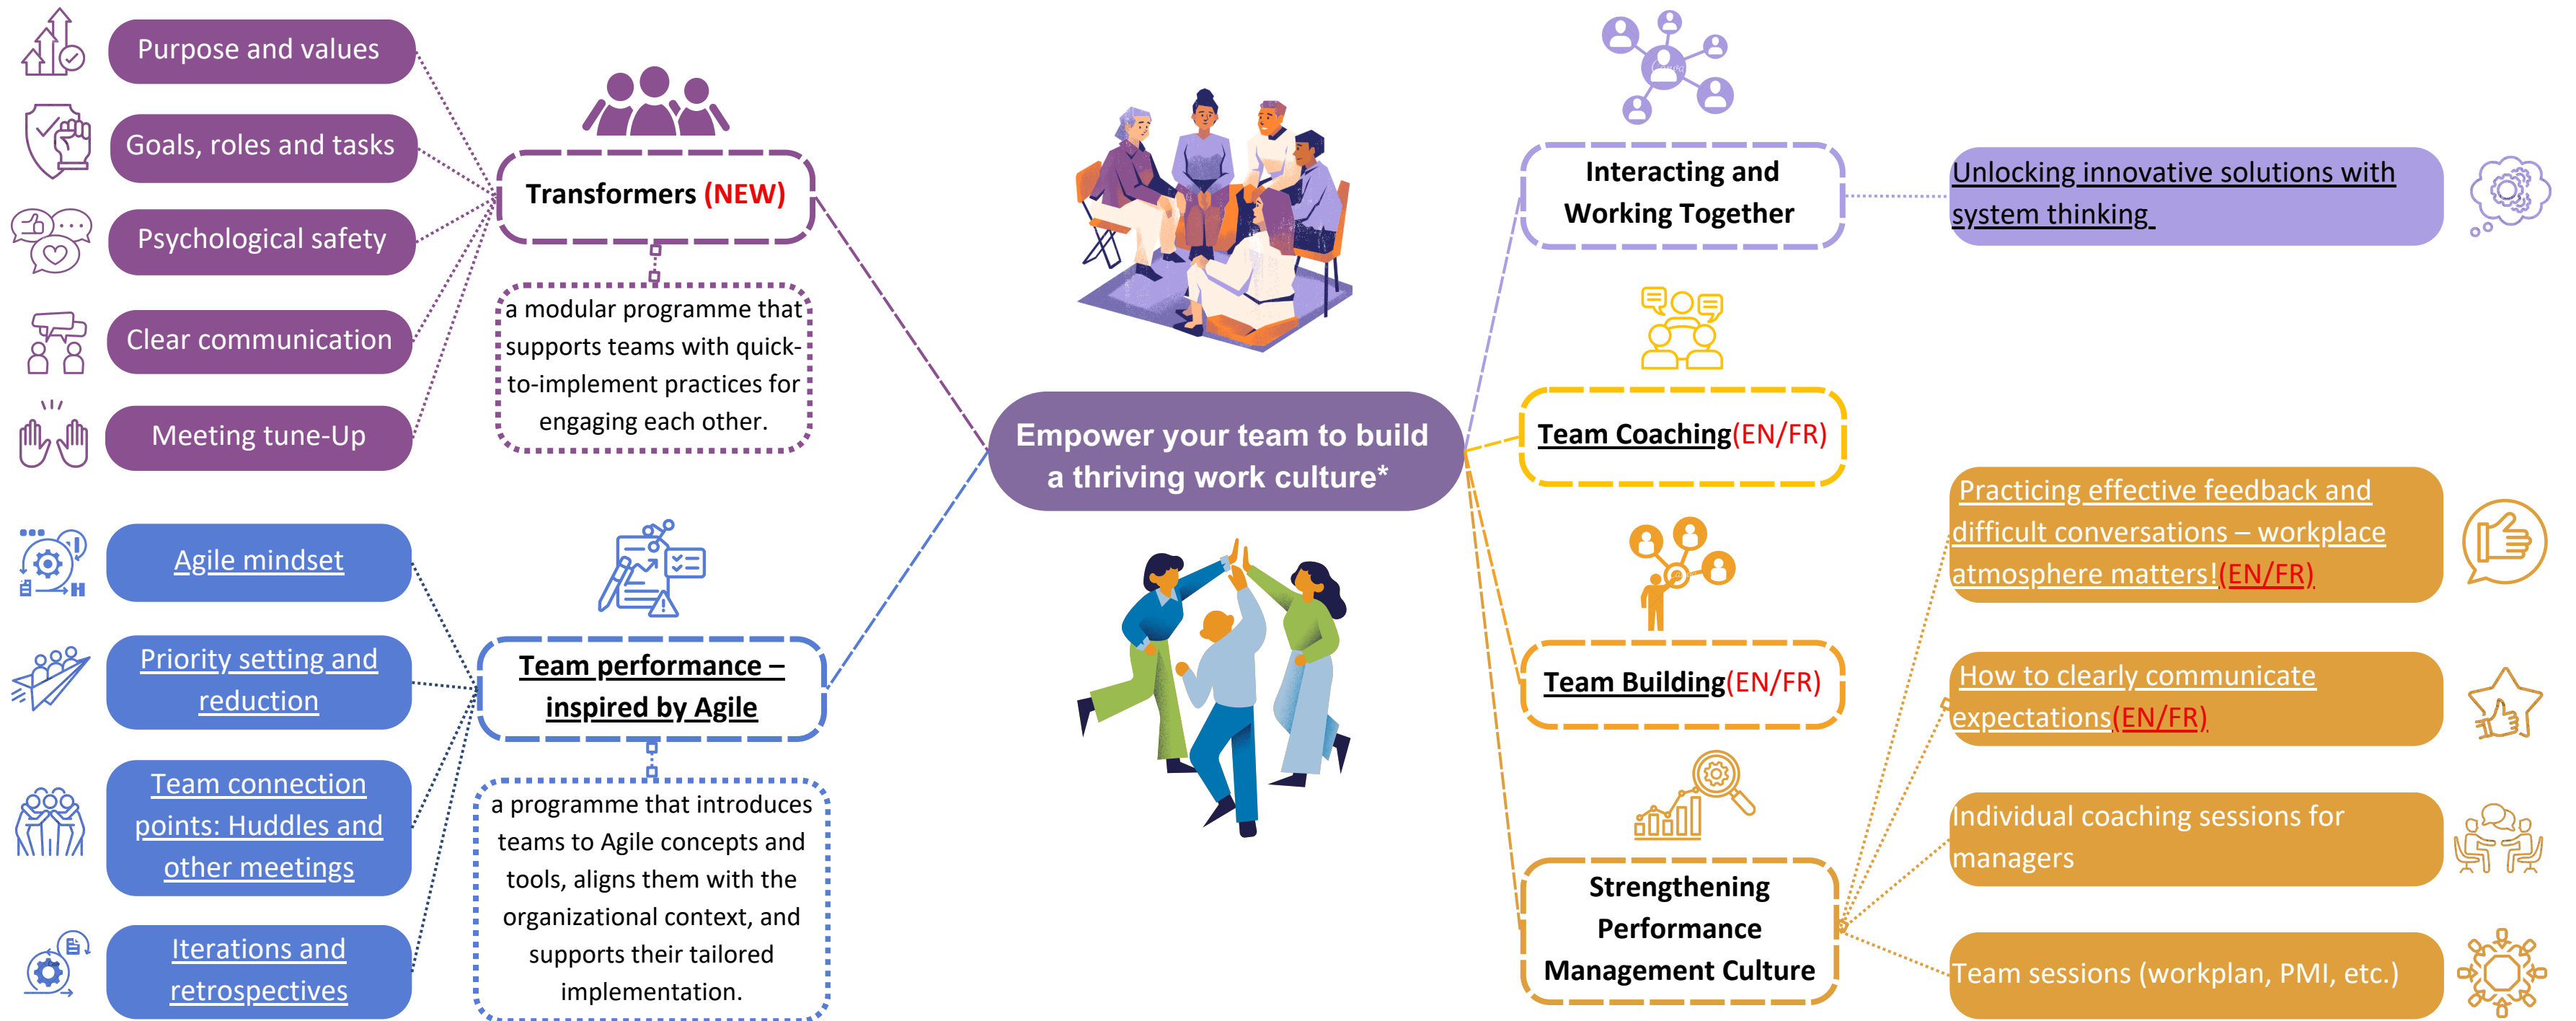 Purpose and values
Goals, roles and tasks
Psychological safety
Clear communication
Meeting tune-Up
Transformers (NEW)
a modular programme that
supports teams with quick-
to-implement practices for
engaging each other.
Agile mindset
Priority setting and
reduction
Team connection
points: Huddles and
other meetings
Iterations and
retrospectives
Team performance –
inspired by Agile
a programme that introduces
teams to Agile concepts and
tools, aligns them with the
organizational context, and
supports their tailored
implementation.
Empower your team to build
a thriving work culture*
Interacting and
Working Together
Unlocking innovative solutions with
system thinking
Team Coaching(EN/FR)
Team Building(EN/FR)
Strengthening
Performance
Management Culture
Practicing effective feedback and
difficult conversations – workplace
atmosphere matters!(EN/FR)
How to clearly communicate
expectations(EN/FR)
Individual coaching sessions for
managers
Team sessions (workplan, PMI, etc.)